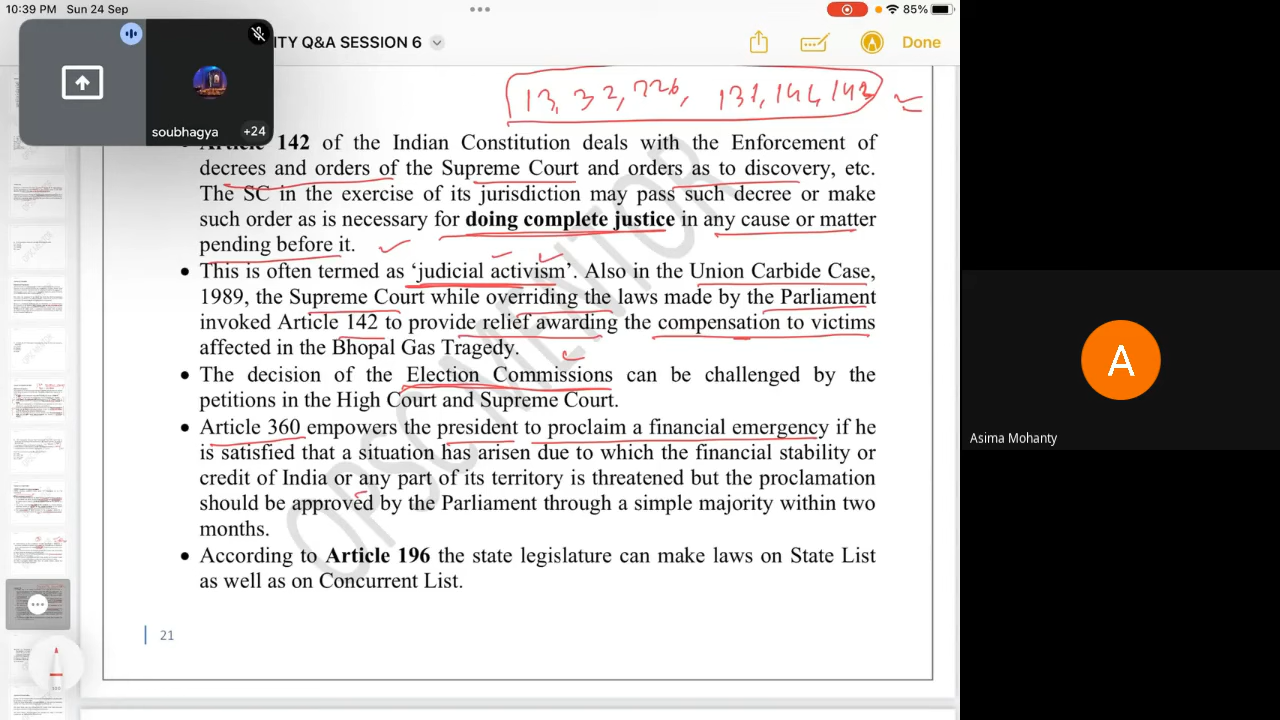 10:39 PM Sun 24 Sep
85%
ITY Q&A SESSION 6
Done
soubhagya
+24
13, 32, 226, 131, 144, 142
Article 142 of the Indian Constitution deals with the Enforcement of
decrees and orders of the Supreme Court and orders as to discovery, etc.
The SC in the exercise of its jurisdiction may pass such decree or make
such order as is necessary for doing complete justice in any cause or matter
pending before it.
• This is often termed as ‘judicial activism’. Also in the Union Carbide Case,
1989, the Supreme Court while overriding the laws made by the Parliament
invoked Article 142 to provide relief awarding the compensation to victims
affected in the Bhopal Gas Tragedy.
• The decision of the Election Commissions can be challenged by the
petitions in the High Court and Supreme Court.
• Article 360 empowers the president to proclaim a financial emergency if he
is satisfied that a situation has arisen due to which the financial stability or
credit of India or any part of its territory is threatened but the proclamation
should be approved by the Parliament through a simple majority within two
months.
• According to Article 196 the state legislature can make laws on State List
as well as on Concurrent List.
21
OPSC MENTOR
A
Asima Mohanty